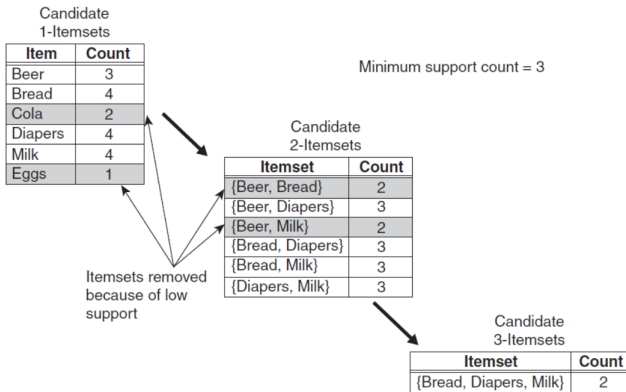 Candidate
1-Itemsets
Item Count
Beer 3
Bread 4
Cola 2
Diapers 4
Milk 4
Eggs 1
Minimum support count = 3
Candidate
2-Itemsets
Itemset Count
{Beer, Bread} 2
{Beer, Diapers} 3
{Beer, Milk} 2
{Bread, Diapers} 3
{Bread, Milk} 3
{Diapers, Milk} 3
Itemsets removed
because of low
support
Candidate
3-Itemsets
Itemset Count
{Bread, Diapers, Milk} 2